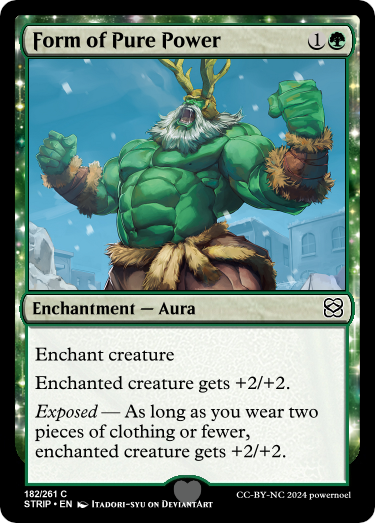 Form of Pure Power 1
Enchantment — Aura
Enchant creature
Enchanted creature gets +2/+2.
Exposed — As long as you wear two
pieces of clothing or fewer,
enchanted creature gets +2/+2.
182/261 C
STRIP • EN Itadori-syu on DeviantArt
CC-BY-NC 2024 powernoel